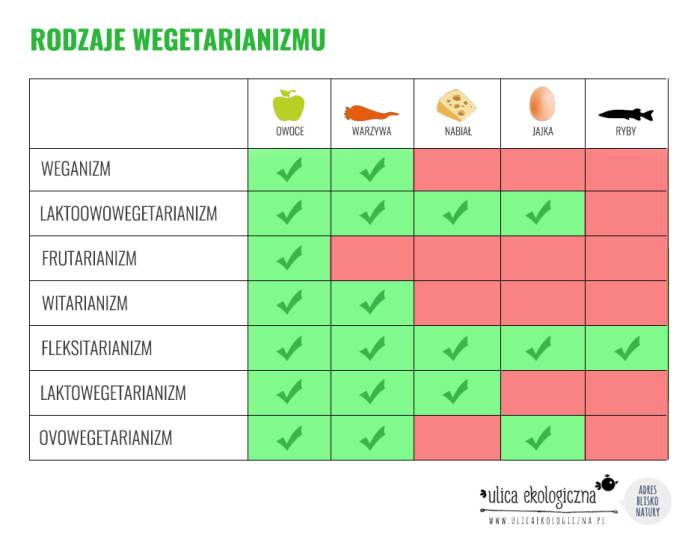 RODZAJE WEGETARIANIZMU
OWOCE WARZYWA NABIAŁ JAJKA RYBY
WEGANIZM
LAKTOOWOWEGETARIANIZM
FRUTARIANIZM
WITARIANIZM
FLEKSITARIANIZM
LAKTOWEGETARIANIZM
OVOWEGETARIANIZM
ulica ekologiczna
WWW.ULICAEKOLOGICZNA.PL
ADRES
BLISKO
NATURY